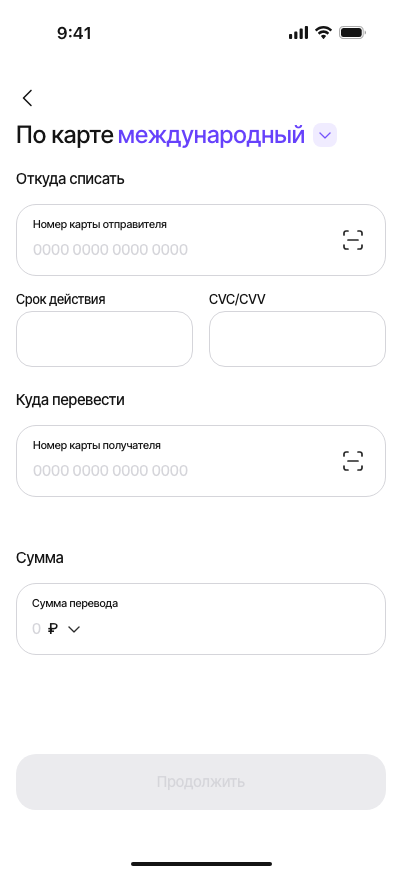 9:41
По карте международный
Откуда списать
Номер карты отправителя
0000 0000 0000 0000
Срок действия CVC/CVV
Куда перевести
Номер карты получателя
0000 0000 0000 0000
Сумма
Сумма перевода
0 ₽
Продолжить